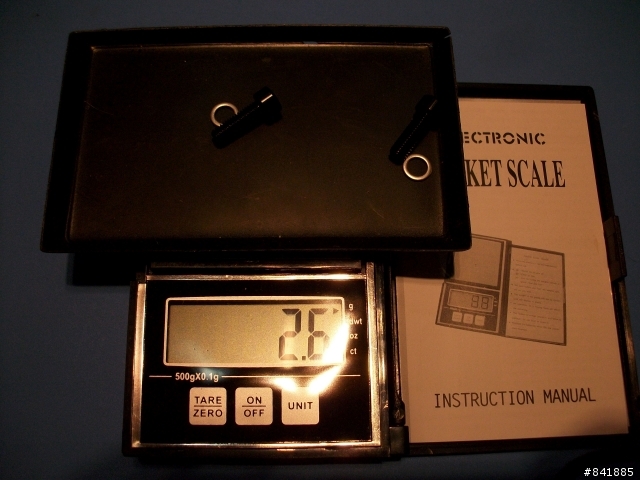 ECTRONIC
KET SCALE
2.6
g
dwt
oz
ct
500gX0.1g
TARE
ZERO
ON
OFF
UNIT
INSTRUCTION MANUAL
#841885